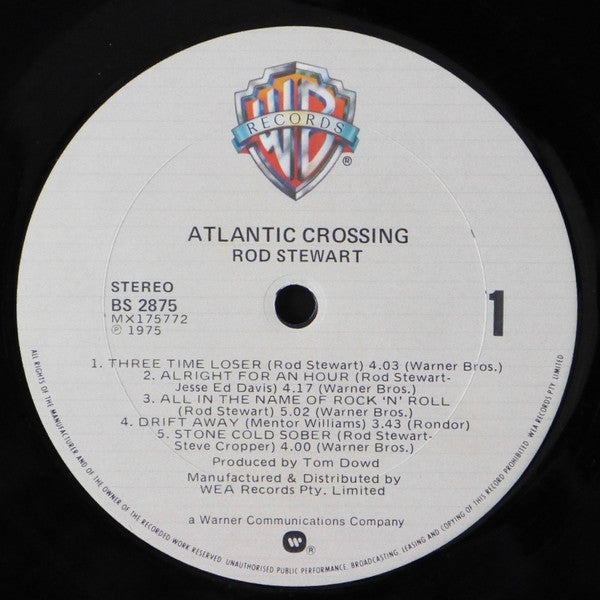 WB
RECORDS
®
ATLANTIC CROSSING
ROD STEWART
STEREO
BS 2875
MX175772
℗ 1975
1
1. THREE TIME LOSER (Rod Stewart) 4.03 (Warner Bros.)
2. ALRIGHT FOR AN HOUR (Rod Stewart-
Jesse Ed Davis) 4.17 (Warner Bros.)
3. ALL IN THE NAME OF ROCK 'N' ROLL
(Rod Stewart) 5.02 (Warner Bros.)
4. DRIFT AWAY (Mentor Williams) 3.43 (Rondor)
5. STONE COLD SOBER (Rod Stewart-
Steve Cropper) 4.00 (Warner Bros.)
Produced by Tom Dowd
Manufactured & Distributed by
WEA Records Pty. Limited
a Warner Communications Company
®
ALL RIGHTS OF THE MANUFACTURER AND OF THE OWNER OF THE RECORDED WORK RESERVED. UNAUTHORISED PUBLIC PERFORMANCE, BROADCASTING, LEASING AND COPYING OF THIS RECORD PROHIBITED. WEA RECORDS PTY. LIMITED